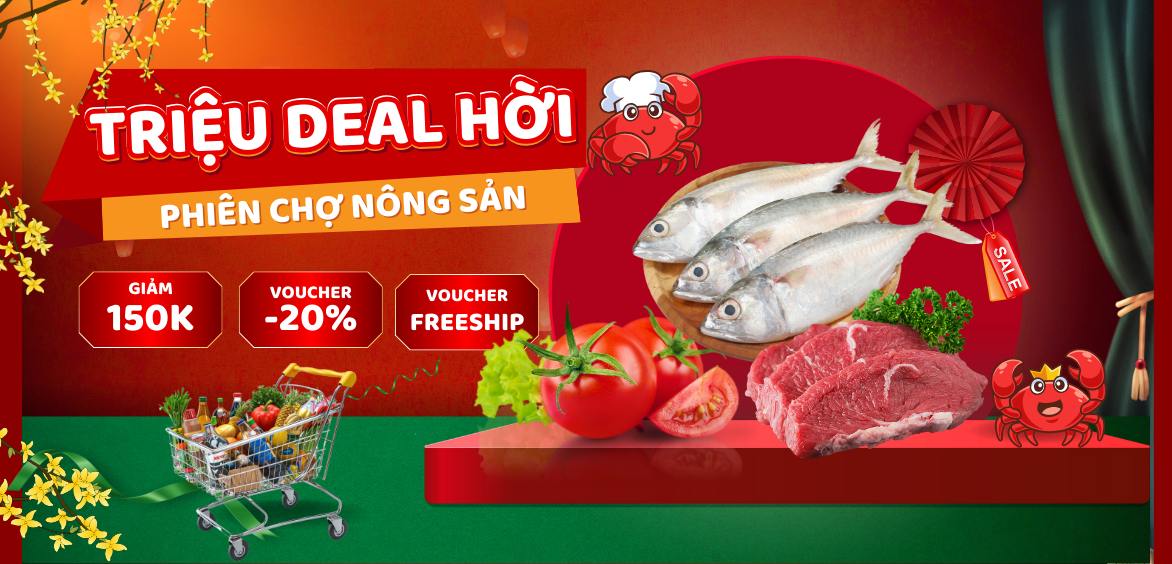 TRIỆU DEAL HỜI
PHIÊN CHỢ NÔNG SẢN
GIẢM
150K
VOUCHER
-20%
VOUCHER
FREESHIP
SALE